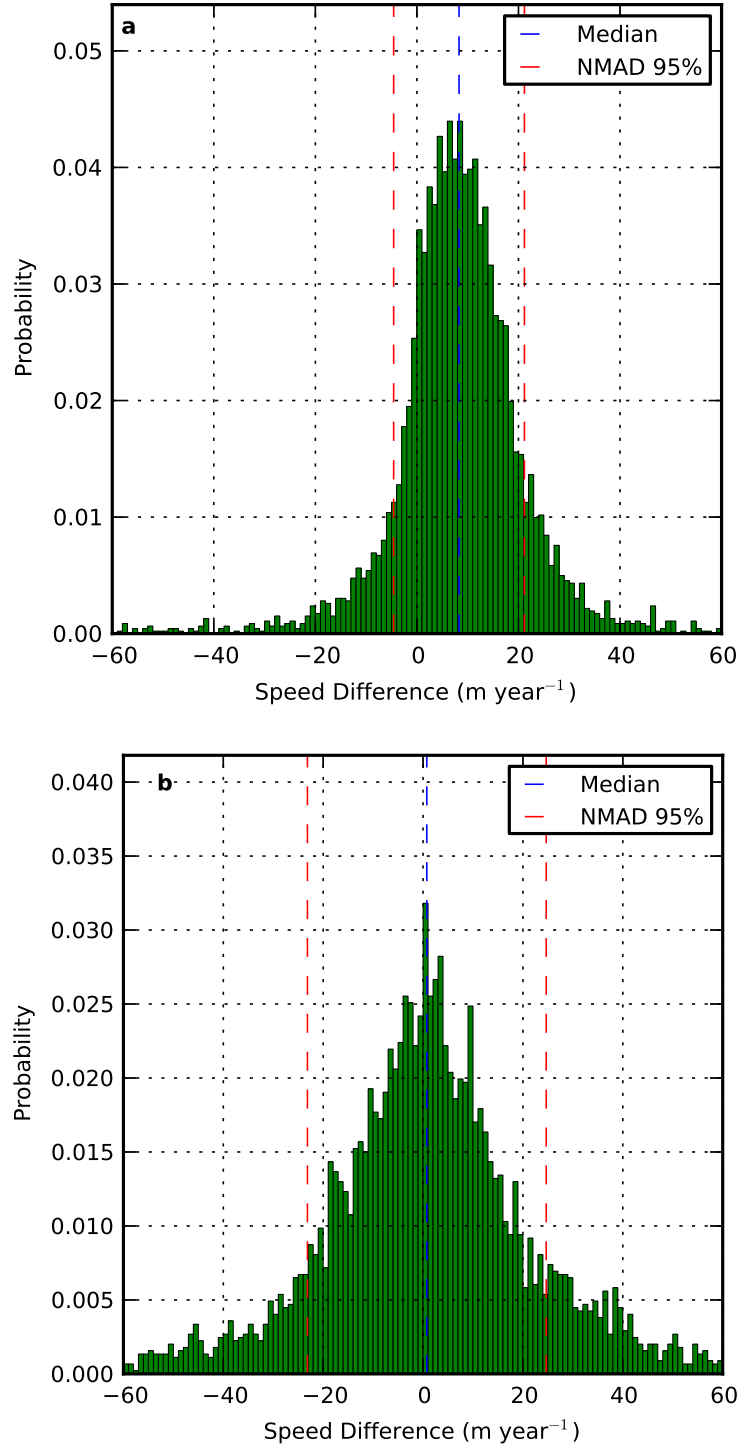 a
Median
NMAD 95%
0.05
0.04
0.03
0.02
0.01
0.00
Probability
−60 −40 −20 0 20 40 60
Speed Difference (m year⁻¹)
b
Median
NMAD 95%
0.040
0.035
0.030
0.025
0.020
0.015
0.010
0.005
0.000
Probability
−60 −40 −20 0 20 40 60
Speed Difference (m year⁻¹)